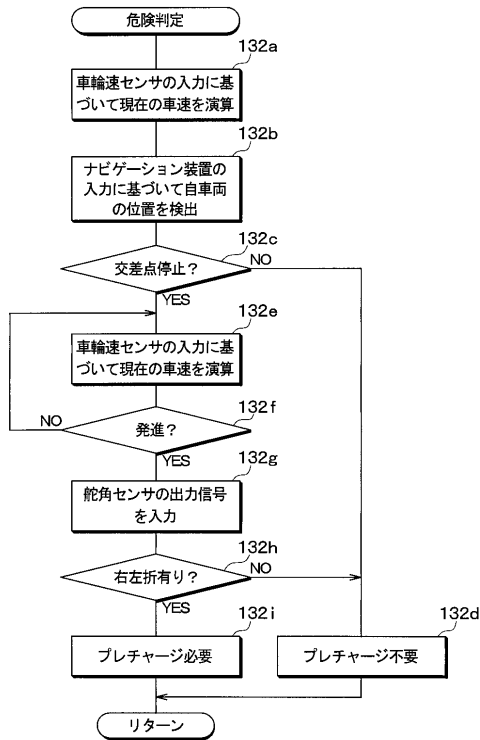 危険判定
132a
車輪速センサの入力に基
づいて現在の車速を演算
132b
ナビゲーション装置の
入力に基づいて自車両
の位置を検出
132c
交差点停止？
NO
YES
132e
車輪速センサの入力に基
づいて現在の車速を演算
132f
NO
発進？
YES
132g
舵角センサの出力信号
を入力
132h
右左折有り？
NO
YES
132i
プレチャージ必要
132d
プレチャージ不要
リターン